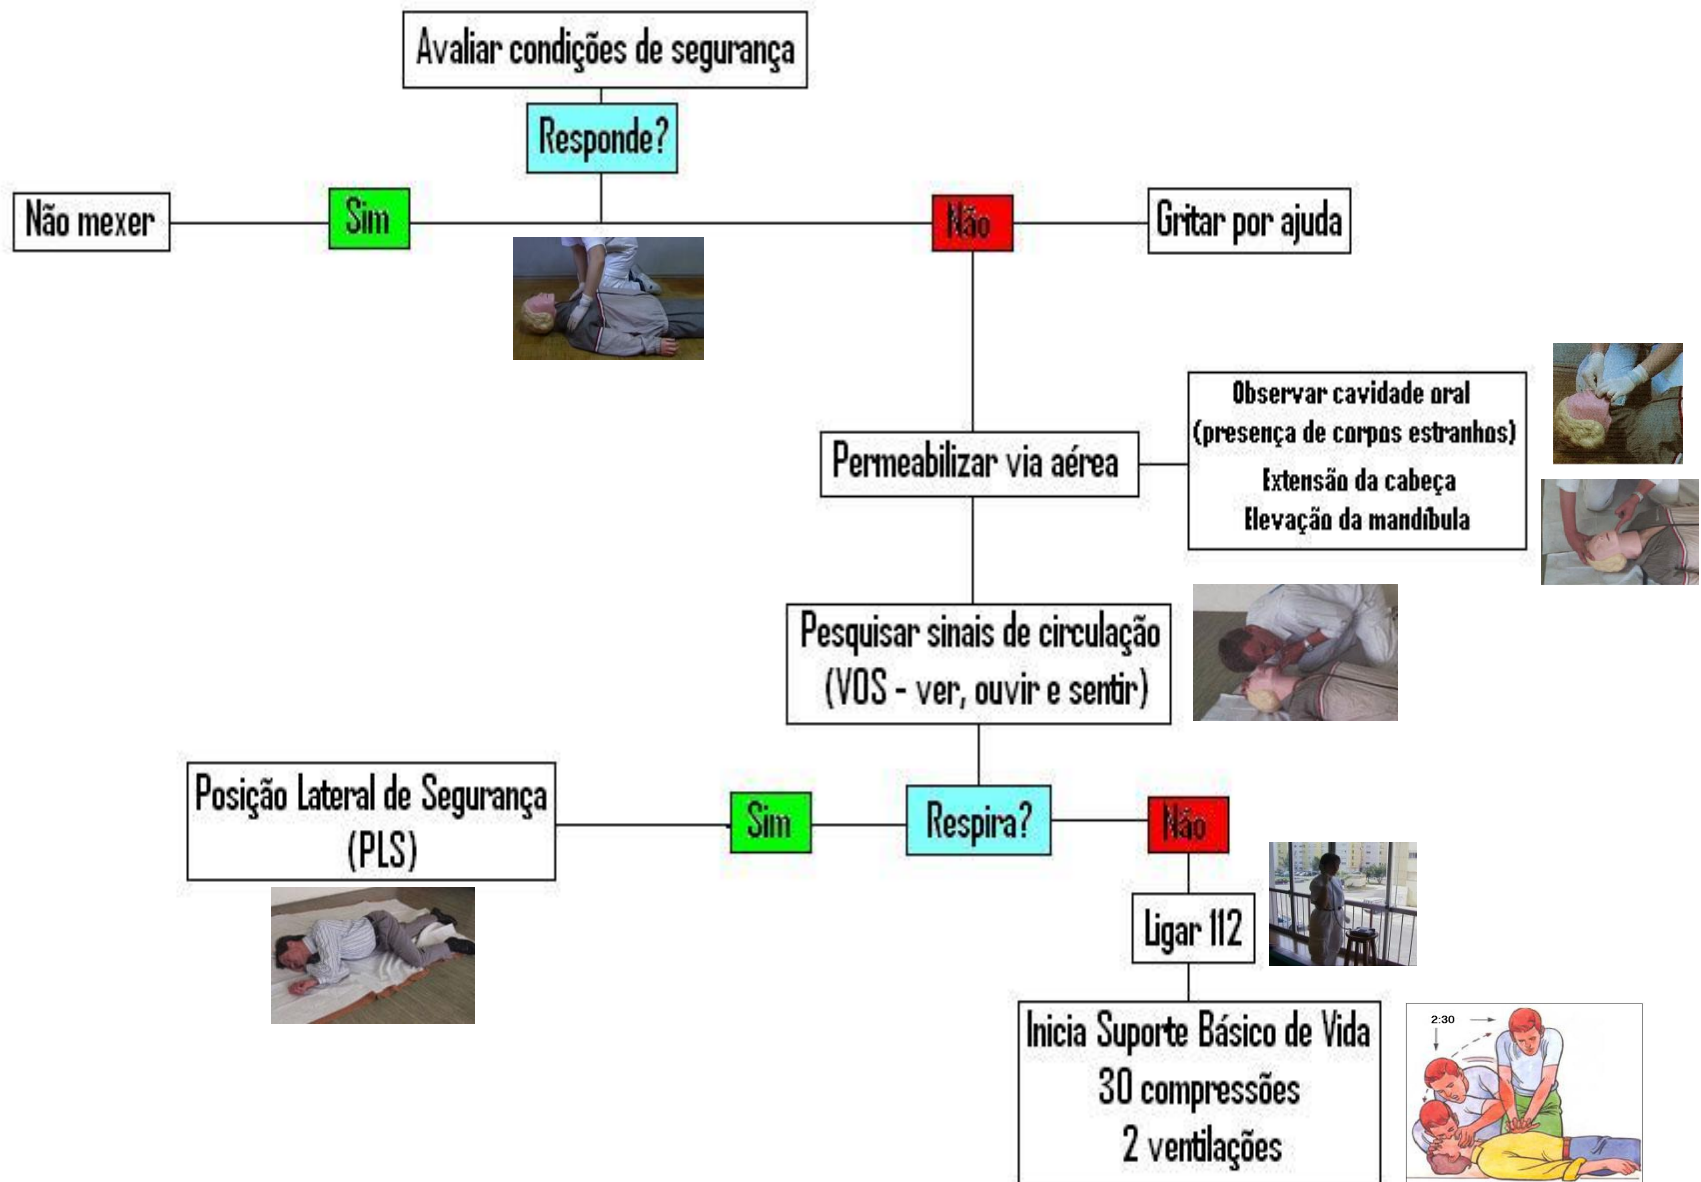 Avaliar condições de segurança
Responde?
Não mexer
Sim
Não
Gritar por ajuda
Permeabilizar via aérea
Observar cavidade oral
(presença de corpos estranhos)
Extensão da cabeça
Elevação da mandíbula
Pesquisar sinais de circulação
(VOS - ver, ouvir e sentir)
Posição Lateral de Segurança
(PLS)
Sim
Respira?
Não
Ligar 112
Inicia Suporte Básico de Vida
30 compressões
2 ventilações
2:30